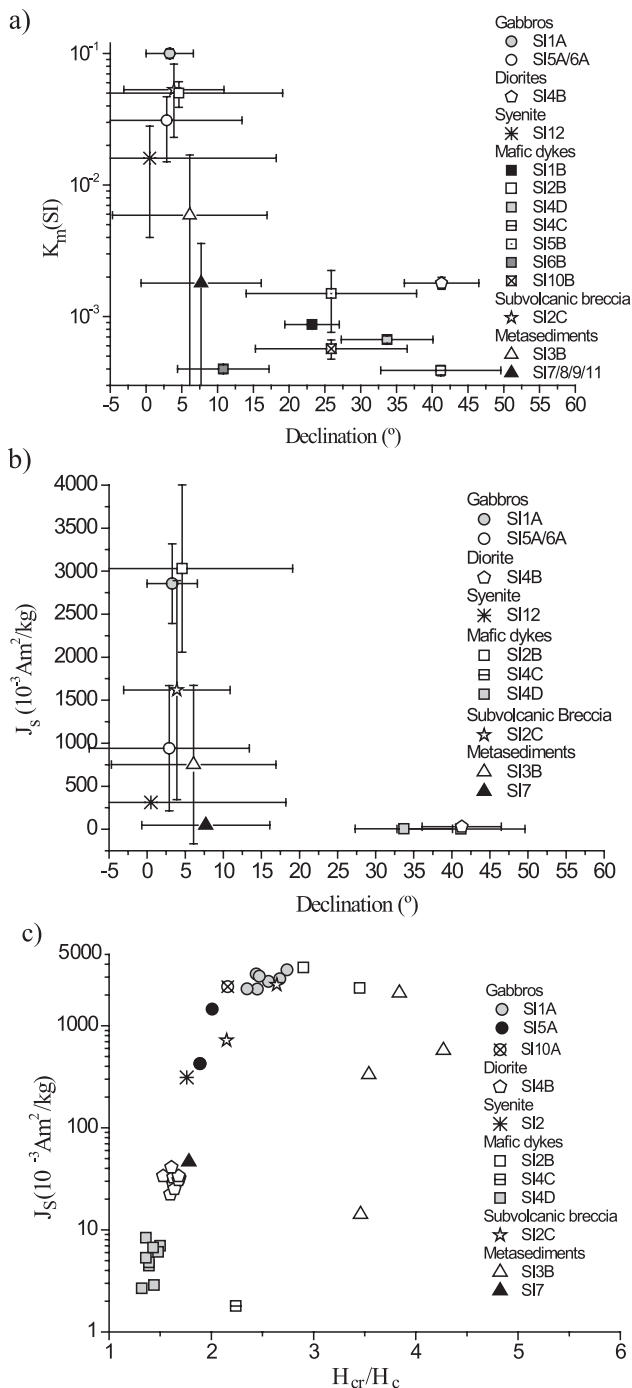 a)
10⁻¹
10⁻²
10⁻³
Kₘ(SI)
-5 0 5 10 15 20 25 30 35 40 45 50 55 60
Declination (º)
Gabbros
SI1A
SI5A/6A
Diorites
SI4B
Syenite
SI12
Mafic dykes
SI1B
SI2B
SI4D
SI4C
SI5B
SI6B
SI10B
Subvolcanic breccia
SI2C
Metasediments
SI3B
SI7/8/9/11
b)
4000
3500
3000
2500
2000
1500
1000
500
0
Jₛ (10⁻³Am²/kg)
-5 0 5 10 15 20 25 30 35 40 45 50 55 60
Declination (º)
Gabbros
SI1A
SI5A/6A
Diorite
SI4B
Syenite
SI12
Mafic dykes
SI2B
SI4C
SI4D
Subvolcanic Breccia
SI2C
Metasediments
SI3B
SI7
c)
5000
1000
100
10
1
J_S(10⁻³Am²/kg)
1 2 3 4 5 6
H_cr/H_c
Gabbros
SI1A
SI5A
SI10A
Diorite
SI4B
Syenite
SI2
Mafic dykes
SI2B
SI4C
SI4D
Subvolcanic breccia
SI2C
Metasediments
SI3B
SI7